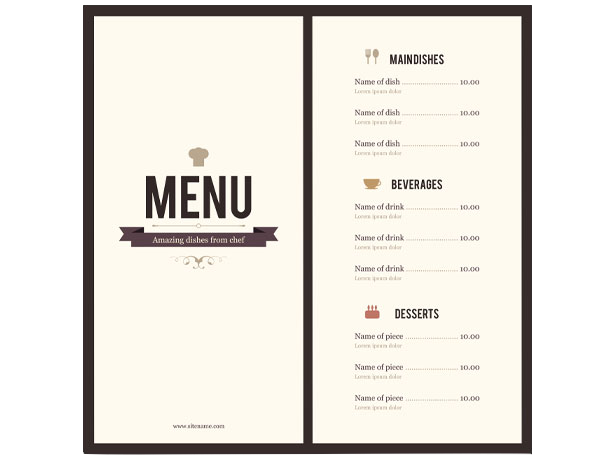 MENU
Amazing dishes from chef
www.sitename.com
MAIN DISHES
Name of dish ............................ 10.00
Lorem ipsum dolor
Name of dish ............................ 10.00
Lorem ipsum dolor
Name of dish ............................ 10.00
Lorem ipsum dolor
BEVERAGES
Name of drink .......................... 10.00
Lorem ipsum dolor
Name of drink .......................... 10.00
Lorem ipsum dolor
Name of drink .......................... 10.00
Lorem ipsum dolor
DESSERTS
Name of piece .......................... 10.00
Lorem ipsum dolor
Name of piece .......................... 10.00
Lorem ipsum dolor
Name of piece .......................... 10.00
Lorem ipsum dolor